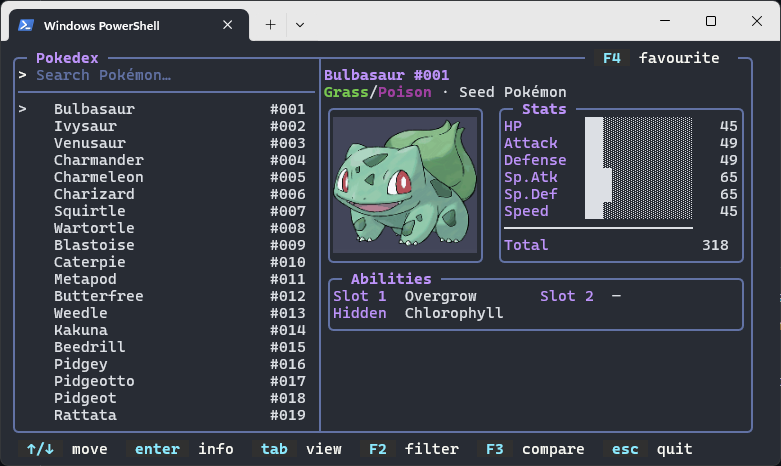 Windows PowerShell
Pokedex
F4 favourite
> Search Pokémon…
> Bulbasaur #001
Ivysaur #002
Venusaur #003
Charmander #004
Charmeleon #005
Charizard #006
Squirtle #007
Wartortle #008
Blastoise #009
Caterpie #010
Metapod #011
Butterfree #012
Weedle #013
Kakuna #014
Beedrill #015
Pidgey #016
Pidgeotto #017
Pidgeot #018
Rattata #019
Bulbasaur #001
Grass/Poison · Seed Pokémon
Stats
HP 45
Attack 49
Defense 49
Sp.Atk 65
Sp.Def 65
Speed 45
Total 318
Abilities
Slot 1 Overgrow Slot 2 —
Hidden Chlorophyll
↑/↓ move enter info tab view F2 filter F3 compare esc quit